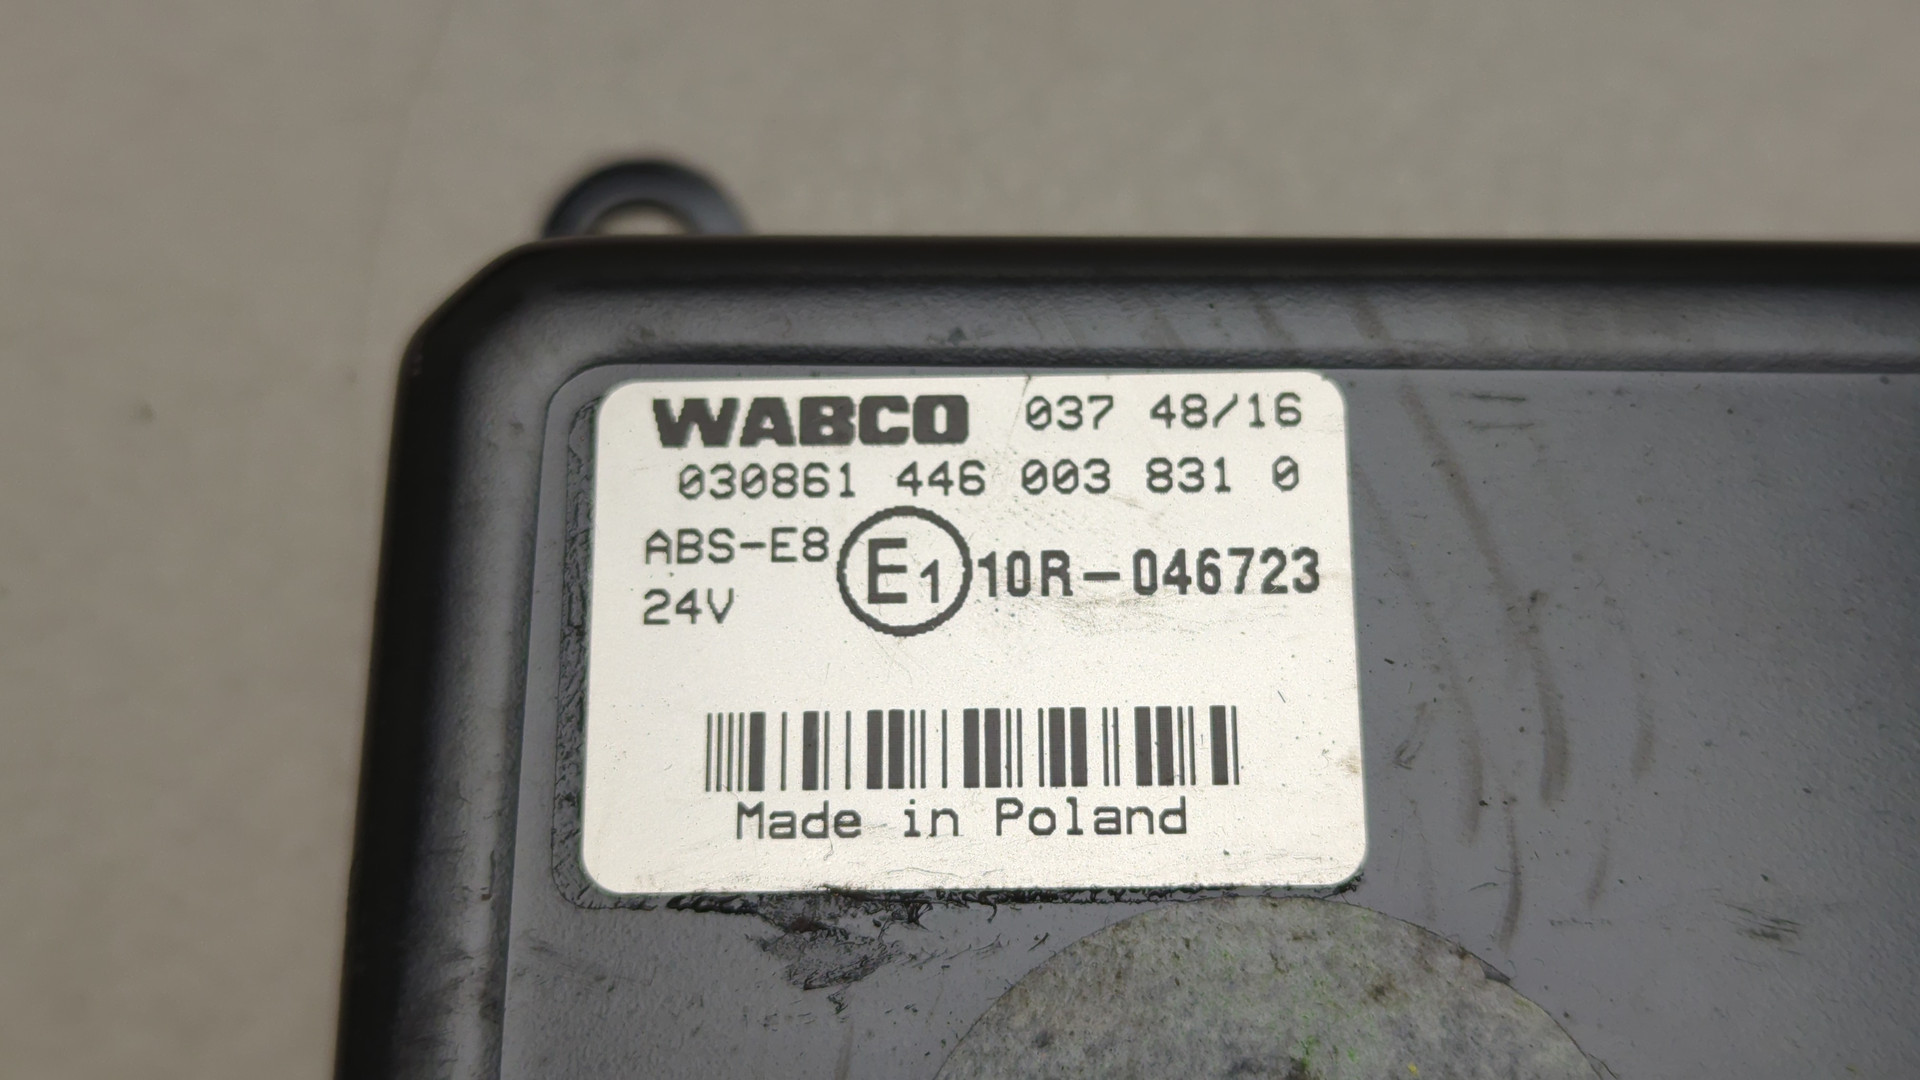 WABCO 037 48/16
030861 446 003 831 0
ABS-E8 E1 10R-046723
24V
Made in Poland